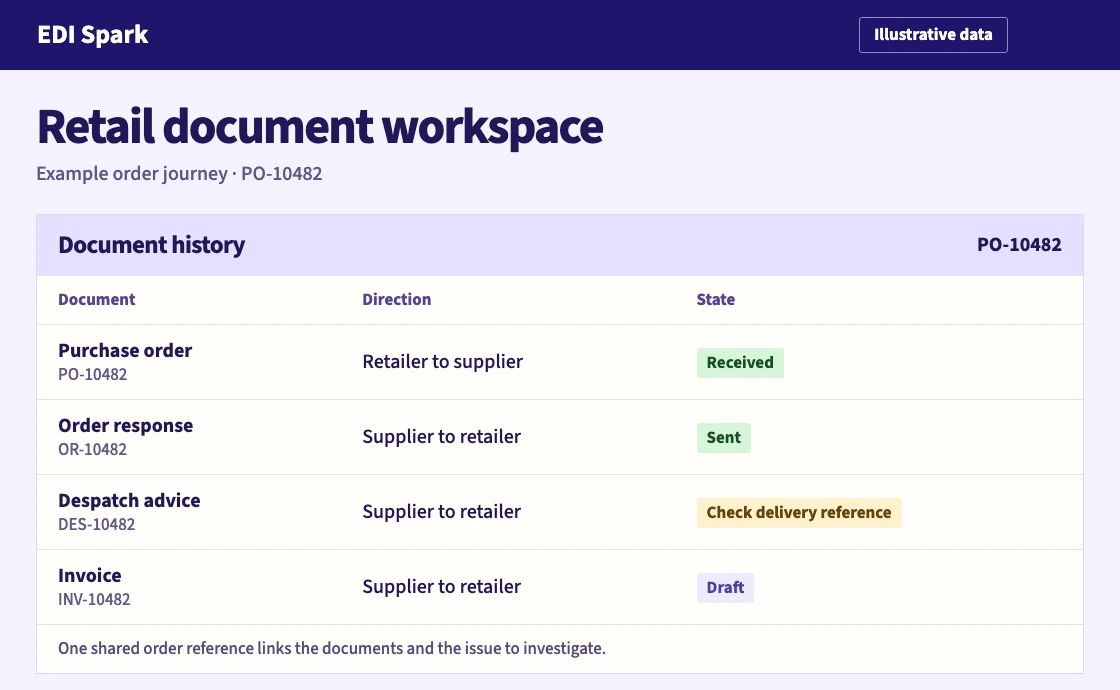 EDI Spark
Illustrative data
Retail document workspace
Example order journey · PO-10482
Document history
PO-10482
Document Direction State
Purchase order
PO-10482
Retailer to supplier
Received
Order response
OR-10482
Supplier to retailer
Sent
Despatch advice
DES-10482
Supplier to retailer
Check delivery reference
Invoice
INV-10482
Supplier to retailer
Draft
One shared order reference links the documents and the issue to investigate.